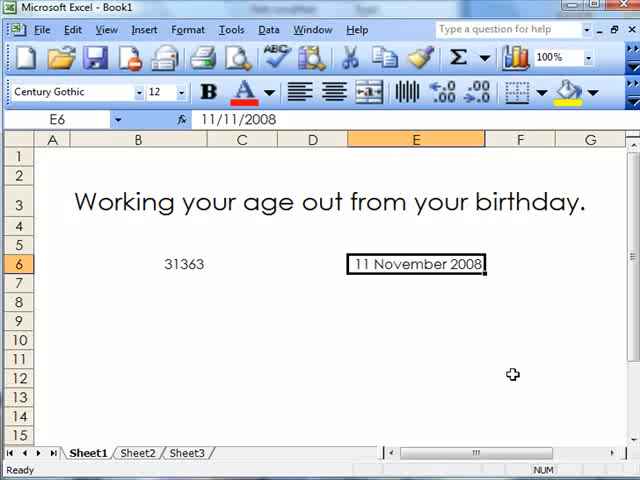 Microsoft Excel - Book1
File Edit View Insert Format Tools Data Window Help Type a question for help
Σ 100%
Century Gothic 12 B A
E6 fx 11/11/2008
A B C D E F G
1
2
3 Working your age out from your birthday.
4
5
6 31363 11 November 2008
7
8
9
10
11
12
13
14
15
Sheet1 Sheet2 Sheet3
Ready NUM